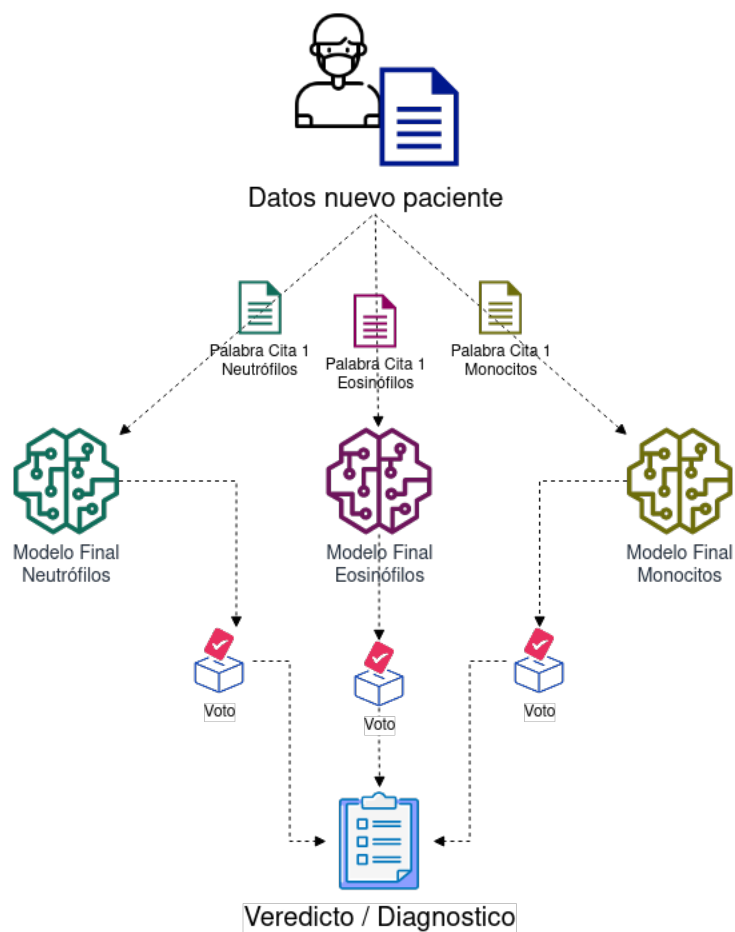 Datos nuevo paciente
Palabra Cita 1
Neutrófilos
Palabra Cita 1
Eosinófilos
Palabra Cita 1
Monocitos
Modelo Final
Neutrófilos
Modelo Final
Eosinófilos
Modelo Final
Monocitos
Voto
Voto
Voto
Veredicto / Diagnostico